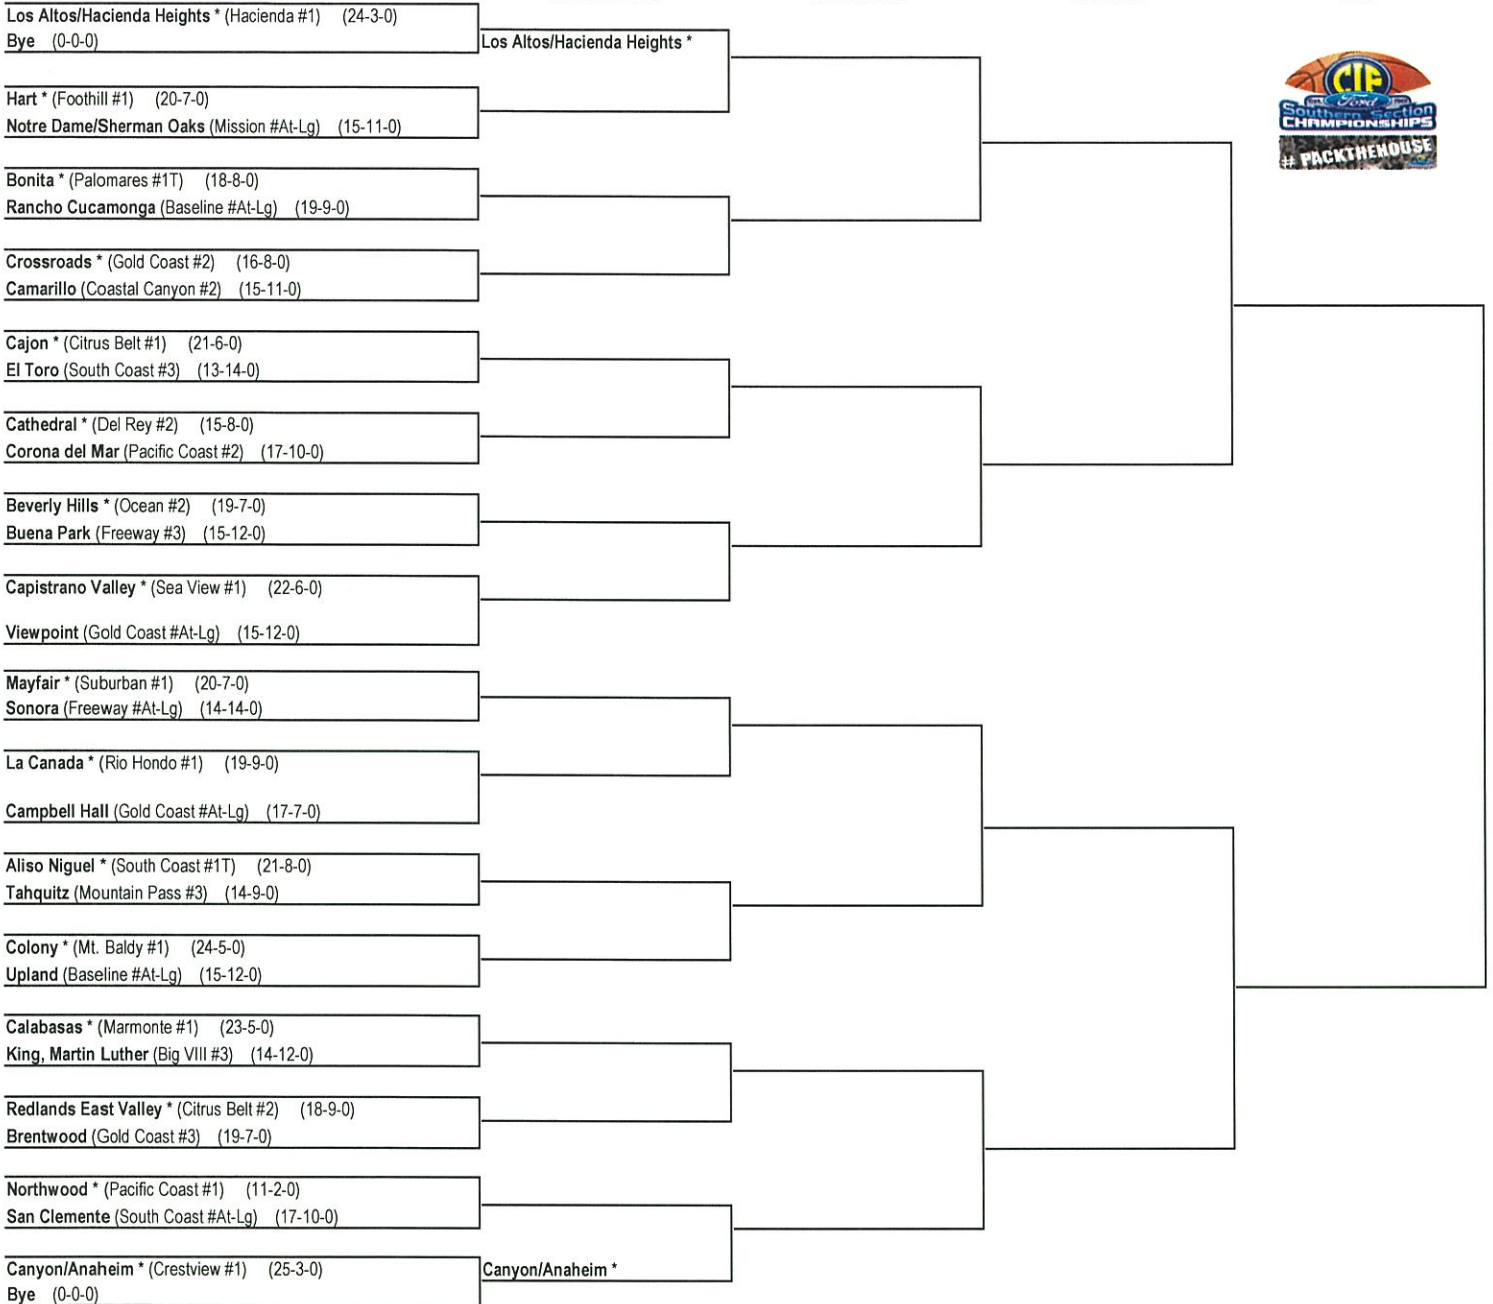 Los Altos/Hacienda Heights * (Hacienda #1) (24-3-0)
Bye (0-0-0)
Los Altos/Hacienda Heights *
Hart * (Foothill #1) (20-7-0)
Notre Dame/Sherman Oaks (Mission #At-Lg) (15-11-0)
Bonita * (Palomares #1T) (18-8-0)
Rancho Cucamonga (Baseline #At-Lg) (19-9-0)
Crossroads * (Gold Coast #2) (16-8-0)
Camarillo (Coastal Canyon #2) (15-11-0)
Cajon * (Citrus Belt #1) (21-6-0)
El Toro (South Coast #3) (13-14-0)
Cathedral * (Del Rey #2) (15-8-0)
Corona del Mar (Pacific Coast #2) (17-10-0)
Beverly Hills * (Ocean #2) (19-7-0)
Buena Park (Freeway #3) (15-12-0)
Capistrano Valley * (Sea View #1) (22-6-0)
Viewpoint (Gold Coast #At-Lg) (15-12-0)
Mayfair * (Suburban #1) (20-7-0)
Sonora (Freeway #At-Lg) (14-14-0)
La Canada * (Rio Hondo #1) (19-9-0)
Campbell Hall (Gold Coast #At-Lg) (17-7-0)
Aliso Niguel * (South Coast #1T) (21-8-0)
Tahquitz (Mountain Pass #3) (14-9-0)
Colony * (Mt. Baldy #1) (24-5-0)
Upland (Baseline #At-Lg) (15-12-0)
Calabasas * (Marmonte #1) (23-5-0)
King, Martin Luther (Big VIII #3) (14-12-0)
Redlands East Valley * (Citrus Belt #2) (18-9-0)
Brentwood (Gold Coast #3) (19-7-0)
Northwood * (Pacific Coast #1) (11-2-0)
San Clemente (South Coast #At-Lg) (17-10-0)
Canyon/Anaheim * (Crestview #1) (25-3-0)
Bye (0-0-0)
Canyon/Anaheim *
CIF
Ford
Southern Section
CHAMPIONSHIPS
# PACKTHEHOUSE